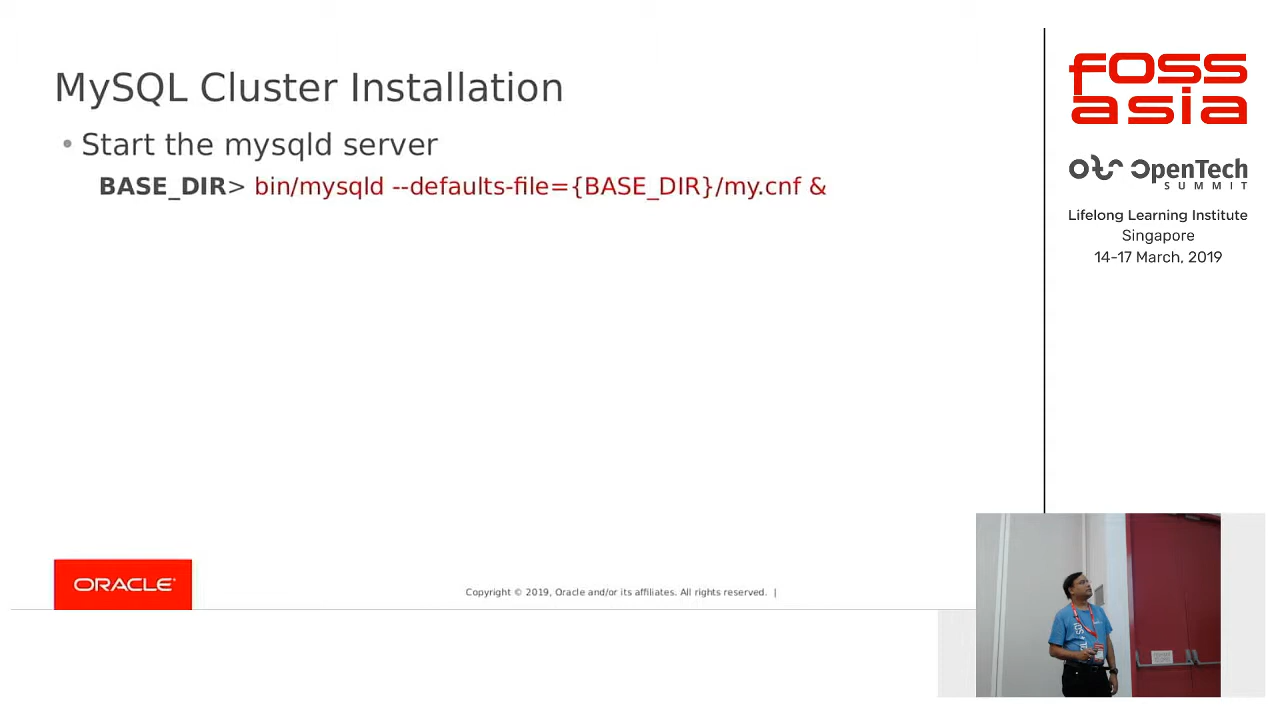 MySQL Cluster Installation
• Start the mysqld server
BASE_DIR> bin/mysqld --defaults-file={BASE_DIR}/my.cnf &
ORACLE®
Copyright © 2019, Oracle and/or its affiliates. All rights reserved. |
FOSS
asia
OTS OpenTech
SUMMIT
Lifelong Learning Institute
Singapore
14-17 March, 2019